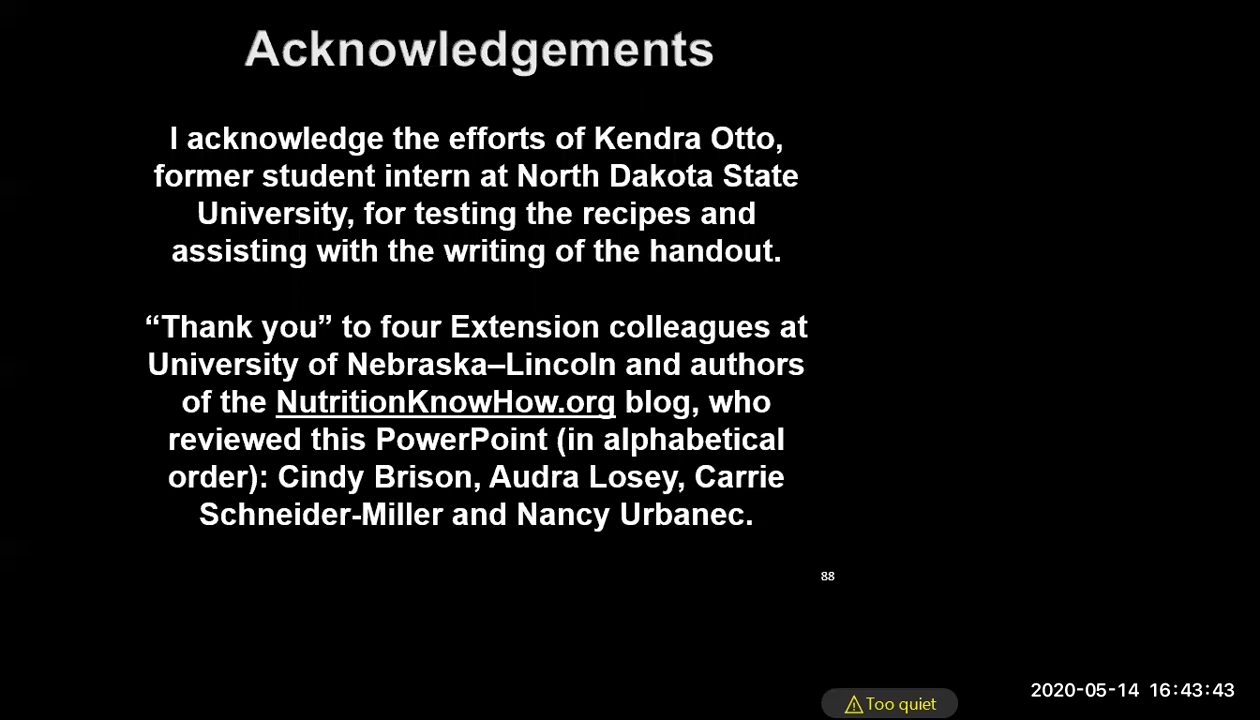 Acknowledgements
I acknowledge the efforts of Kendra Otto,
former student intern at North Dakota State
University, for testing the recipes and
assisting with the writing of the handout.
“Thank you” to four Extension colleagues at
University of Nebraska–Lincoln and authors
of the NutritionKnowHow.org blog, who
reviewed this PowerPoint (in alphabetical
order): Cindy Brison, Audra Losey, Carrie
Schneider-Miller and Nancy Urbanec.
88
Too quiet
2020-05-14 16:43:43